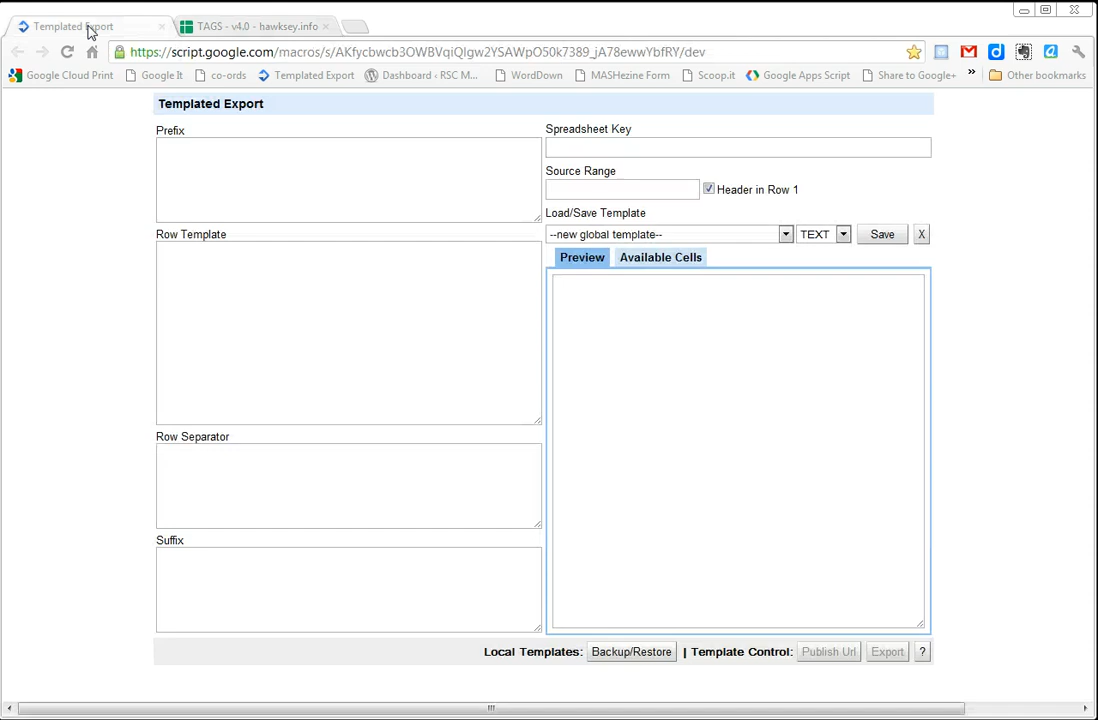 Templated Export
TAGS - v4.0 - hawksey.info
https://script.google.com/macros/s/AKfycbwcb3OWBVqiQIgw2YSAWpO50k7389_jA78ewwYbfRY/dev
Google Cloud Print
Google It
co-ords
Templated Export
Dashboard ‹ RSC M...
WordDown
MASHezine Form
Scoop.it
Google Apps Script
Share to Google+
»
Other bookmarks
Templated Export
Prefix
Spreadsheet Key
Source Range
Header in Row 1
Load/Save Template
Row Template
--new global template--
TEXT
Save
X
Preview
Available Cells
Row Separator
Suffix
Local Templates: Backup/Restore | Template Control: Publish Url Export ?